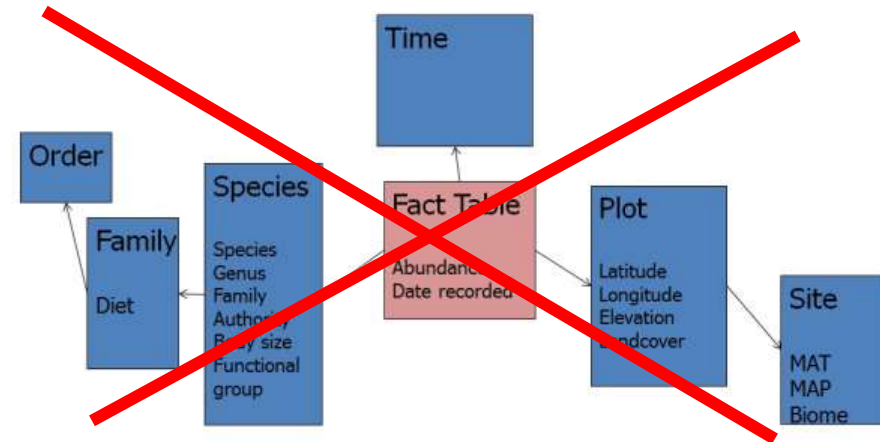 Time
Order
Species
Species
Genus
Family
Authority
Body size
Functional
group
Family
Diet
Fact Table
Abundance
Date recorded
Plot
Latitude
Longitude
Elevation
Landcover
Site
MAT
MAP
Biome